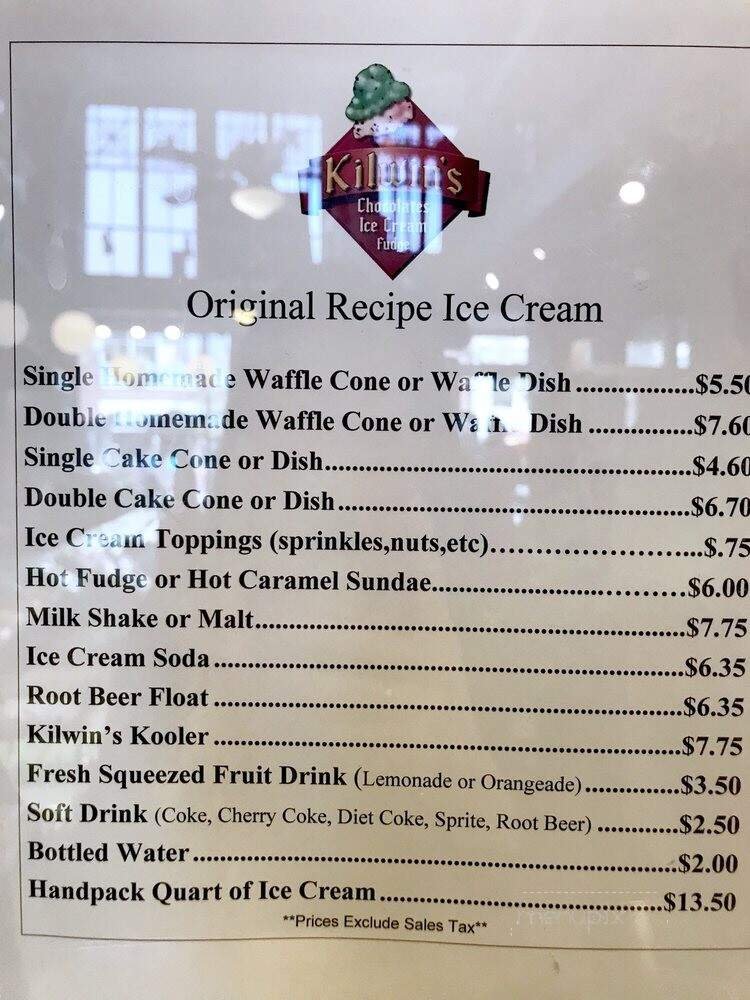 Kilwin's
Chocolates
Ice Cream
Fudge
Original Recipe Ice Cream
Single Homemade Waffle Cone or Waffle Dish ..................$5.50
Double Homemade Waffle Cone or Waffle Dish ................$7.60
Single Cake Cone or Dish.......................................................$4.60
Double Cake Cone or Dish.....................................................$6.70
Ice Cream Toppings (sprinkles,nuts,etc)..............................$.75
Hot Fudge or Hot Caramel Sundae.......................................$6.00
Milk Shake or Malt.................................................................$7.75
Ice Cream Soda .......................................................................$6.35
Root Beer Float .......................................................................$6.35
Kilwin's Kooler .......................................................................$7.75
Fresh Squeezed Fruit Drink (Lemonade or Orangeade)..............$3.50
Soft Drink (Coke, Cherry Coke, Diet Coke, Sprite, Root Beer) ............$2.50
Bottled Water ..........................................................................$2.00
Handpack Quart of Ice Cream ...........................................$13.50
**Prices Exclude Sales Tax**